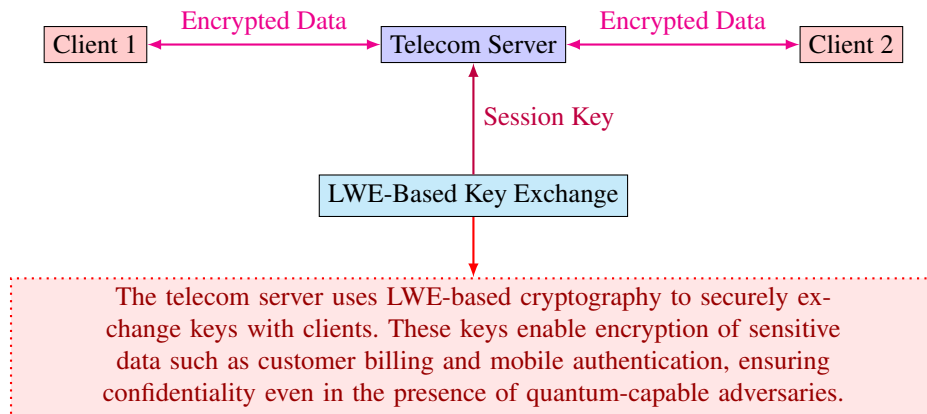 Encrypted Data Encrypted Data
Client 1 Telecom Server Client 2
Session Key
LWE-Based Key Exchange
The telecom server uses LWE-based cryptography to securely ex-
change keys with clients. These keys enable encryption of sensitive
data such as customer billing and mobile authentication, ensuring
confidentiality even in the presence of quantum-capable adversaries.